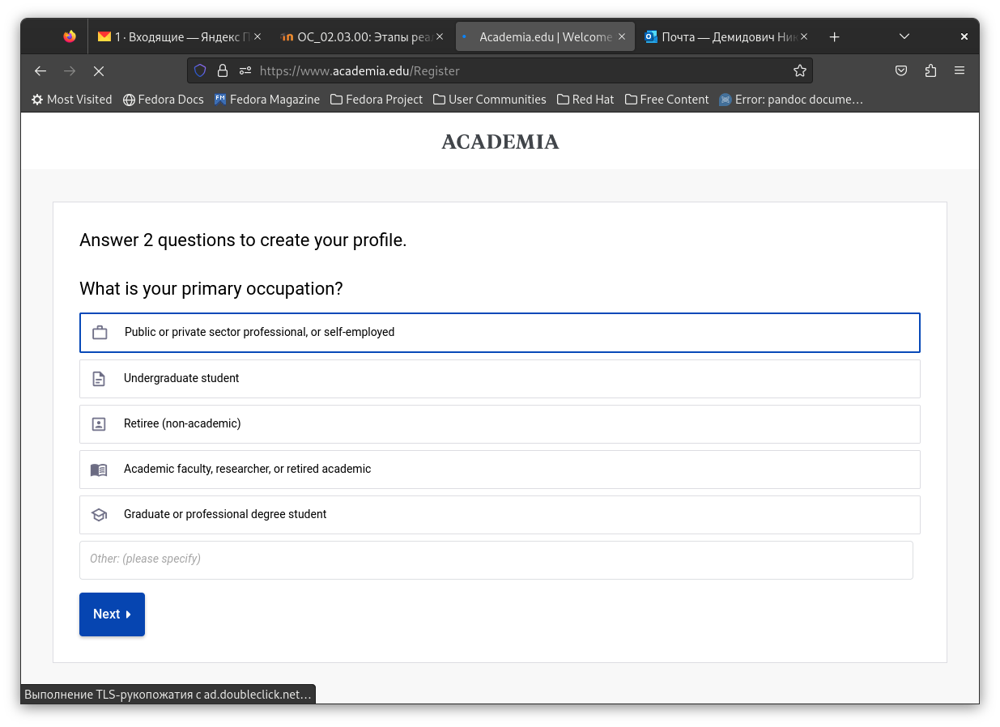 1 · Входящие — Яндекс П
ОС_02.03.00: Этапы реа
Academia.edu | Welcome
Почта — Демидович Ник
https://www.academia.edu/Register
Most Visited
Fedora Docs
Fedora Magazine
Fedora Project
User Communities
Red Hat
Free Content
Error: pandoc docume…
ACADEMIA
Answer 2 questions to create your profile.
What is your primary occupation?
Public or private sector professional, or self-employed
Undergraduate student
Retiree (non-academic)
Academic faculty, researcher, or retired academic
Graduate or professional degree student
Other: (please specify)
Next
Выполнение TLS-рукопожатия с ad.doubleclick.net…